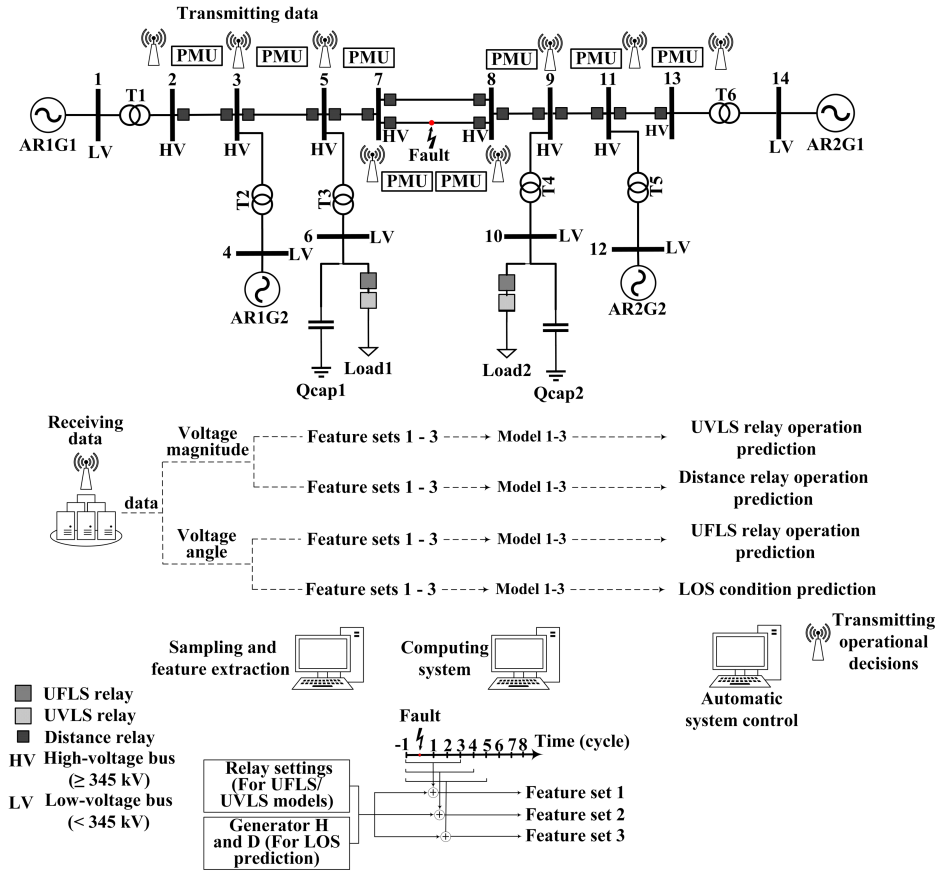 Transmitting data
PMU PMU PMU PMU PMU PMU
1 T1 2 3 5 7 8 9 11 13 T6 14
AR1G1 LV HV HV HV HV HV HV HV HV LV AR2G1
Fault
PMU PMU
T2 T3 T4 T5
4 LV 6 LV 10 LV 12 LV
AR1G2 AR2G2
Load1 Load2
Qcap1 Qcap2
Receiving
data
data
Voltage
magnitude
Feature sets 1 - 3 Model 1-3 UVLS relay operation
prediction
Feature sets 1 - 3 Model 1-3 Distance relay operation
prediction
Voltage
angle
Feature sets 1 - 3 Model 1-3 UFLS relay operation
prediction
Feature sets 1 - 3 Model 1-3 LOS condition prediction
Sampling and
feature extraction
Computing
system
Automatic
system control
Transmitting
operational
decisions
UFLS relay
UVLS relay
Distance relay
HV High-voltage bus
(≥ 345 kV)
LV Low-voltage bus
(< 345 kV)
Fault
-1 1 2 3 4 5 6 7 8 Time (cycle)
Relay settings
(For UFLS/
UVLS models)
Generator H
and D (For LOS
prediction)
Feature set 1
Feature set 2
Feature set 3